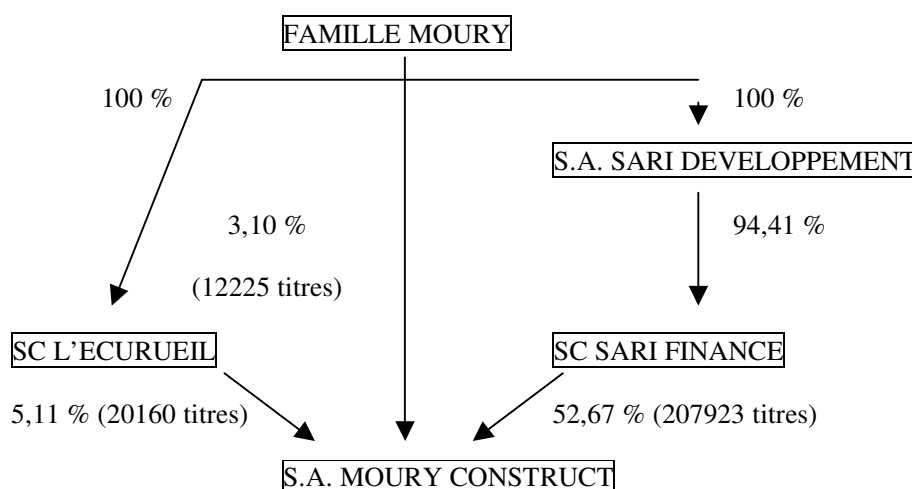 FAMILLE MOURY
100 %
100 %
S.A. SARI DEVELOPPEMENT
3,10 %
94,41 %
(12225 titres)
SC L'ECURUEIL
SC SARI FINANCE
5,11 % (20160 titres)
52,67 % (207923 titres)
S.A. MOURY CONSTRUCT